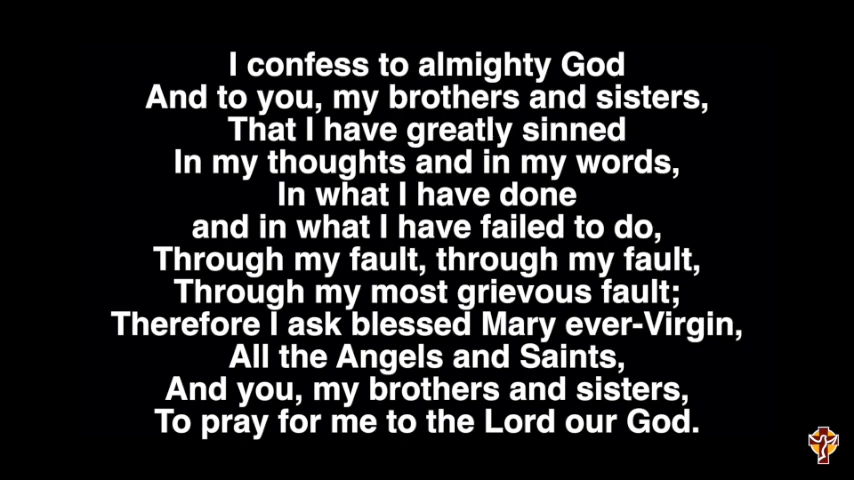 I confess to almighty God
And to you, my brothers and sisters,
That I have greatly sinned
In my thoughts and in my words,
In what I have done
and in what I have failed to do,
Through my fault, through my fault,
Through my most grievous fault;
Therefore I ask blessed Mary ever-Virgin,
All the Angels and Saints,
And you, my brothers and sisters,
To pray for me to the Lord our God.